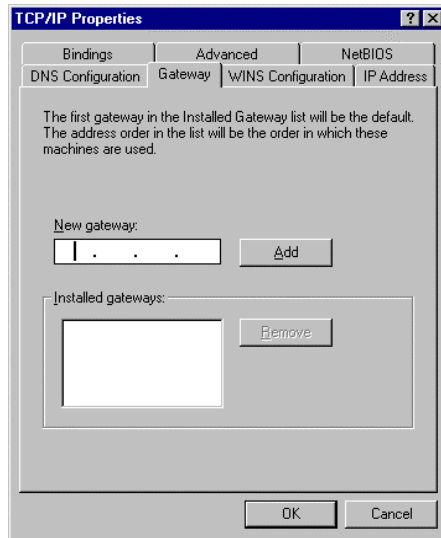 TCP/IP Properties
Bindings Advanced NetBIOS
DNS Configuration Gateway WINS Configuration IP Address
The first gateway in the Installed Gateway list will be the default.
The address order in the list will be the order in which these
machines are used.
New gateway:
. . .
Add
Installed gateways:
Remove
OK Cancel